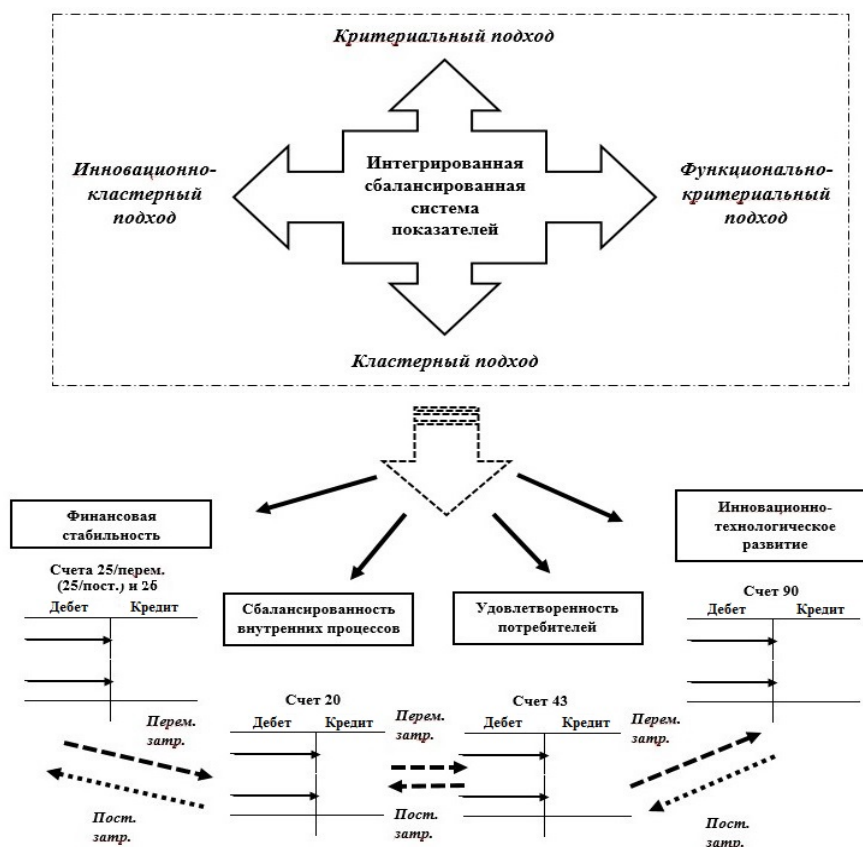 Критериальный подход
Инновационно-
кластерный
подход
Интегрированная
сбалансированная
система
показателей
Функционально-
критериальный
подход
Кластерный подход
Финансовая
стабильность
Инновационно-
технологическое
развитие
Счета 25/перем.
(25/пост.) и 26
Дебет Кредит
Сбалансированность
внутренних процессов
Удовлетворенность
потребителей
Счет 90
Дебет Кредит
Счет 20
Дебет Кредит
Счет 43
Дебет Кредит
Перем.
затр.
Перем.
затр.
Перем.
затр.
Пост.
затр.
Пост.
затр.
Пост.
затр.